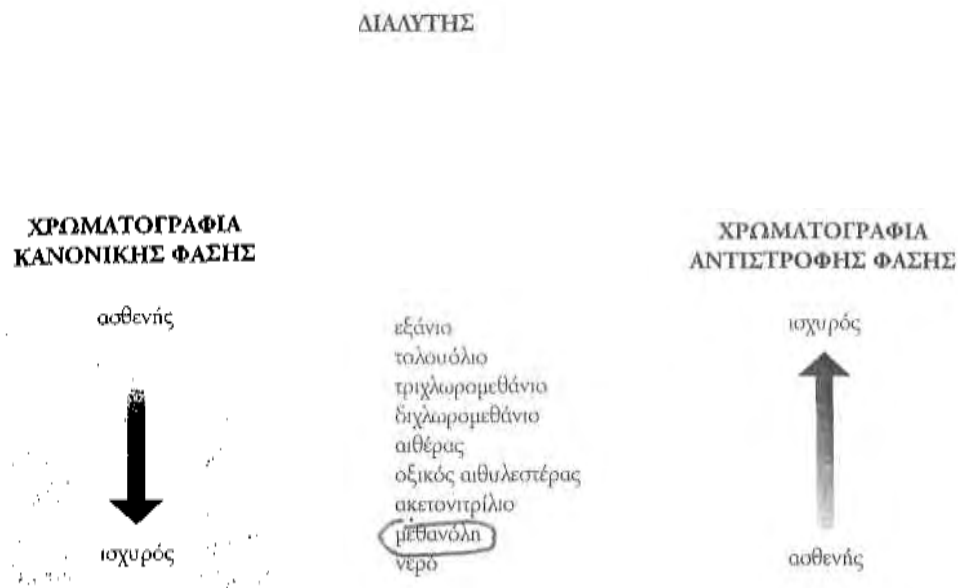 ΔΙΑΛΥΤΗΣ
ΧΡΩΜΑΤΟΓΡΑΦΙΑ
ΚΑΝΟΝΙΚΗΣ ΦΑΣΗΣ
ασθενής
ισχυρός
εξάνιο
τολουόλιο
τριχλωρομεθάνιο
διχλωρομεθάνιο
αιθέρας
οξικός αιθυλεστέρας
ακετονιτρίλιο
μεθανόλη
νερό
ΧΡΩΜΑΤΟΓΡΑΦΙΑ
ΑΝΤΙΣΤΡΟΦΗΣ ΦΑΣΗΣ
ισχυρός
ασθενής